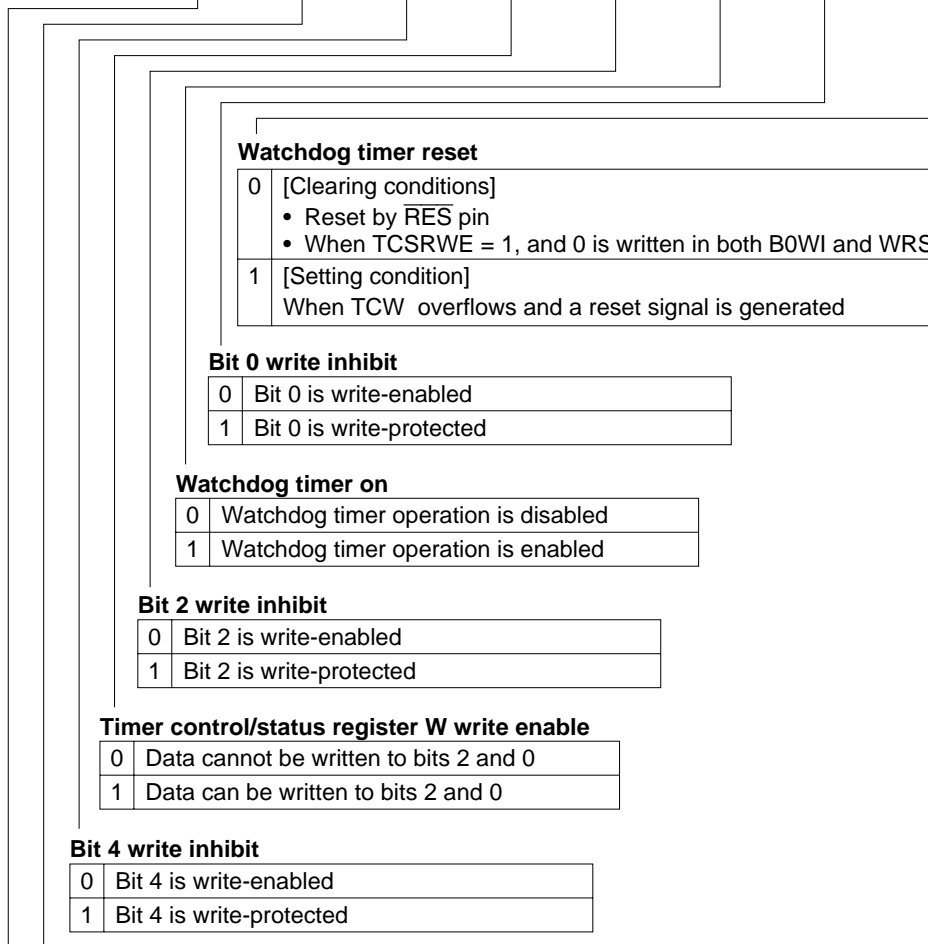 Watchdog timer reset
0 [Clearing conditions]
• Reset by RES pin
• When TCSRWE = 1, and 0 is written in both B0WI and WRS
1 [Setting condition]
When TCW overflows and a reset signal is generated
Bit 0 write inhibit
0 Bit 0 is write-enabled
1 Bit 0 is write-protected
Watchdog timer on
0 Watchdog timer operation is disabled
1 Watchdog timer operation is enabled
Bit 2 write inhibit
0 Bit 2 is write-enabled
1 Bit 2 is write-protected
Timer control/status register W write enable
0 Data cannot be written to bits 2 and 0
1 Data can be written to bits 2 and 0
Bit 4 write inhibit
0 Bit 4 is write-enabled
1 Bit 4 is write-protected